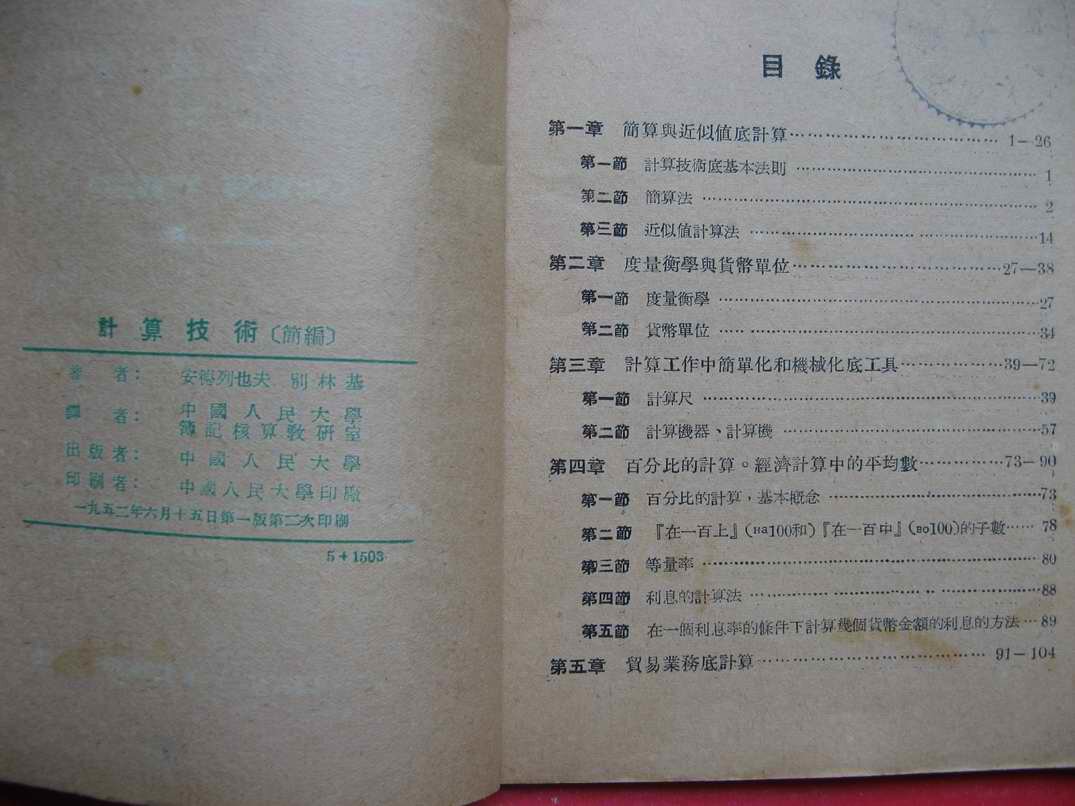 計算技術〔簡編〕
著者：安得列也夫 別林基
譯者：中國人民大學
簿記核算敎硏室
出版者：中國人民大學
印刷者：中國人民大學印廠
一九五二年六月十五日第一版第二次印刷
5+1503
目錄
第一章 簡算與近似值底計算……1－26
第一節 計算技術底基本法則……1
第二節 簡算法……2
第三節 近似值計算法……14
第二章 度量衡學與貨幣單位……27—38
第一節 度量衡學……27
第二節 貨幣單位……34
第三章 計算工作中簡單化和機械化底工具……39—72
第一節 計算尺……39
第二節 計算機器、計算機……57
第四章 百分比的計算。經濟計算中的平均數……73—90
第一節 百分比的計算，基本概念……73
第二節 『在一百上』(на100和)『在一百中』(во100)的子數……78
第三節 等量率……80
第四節 利息的計算法……88
第五節 在一個利息率的條件下計算幾個貨幣金額的利息的方法…89
第五章 貿易業務底計算……91－104